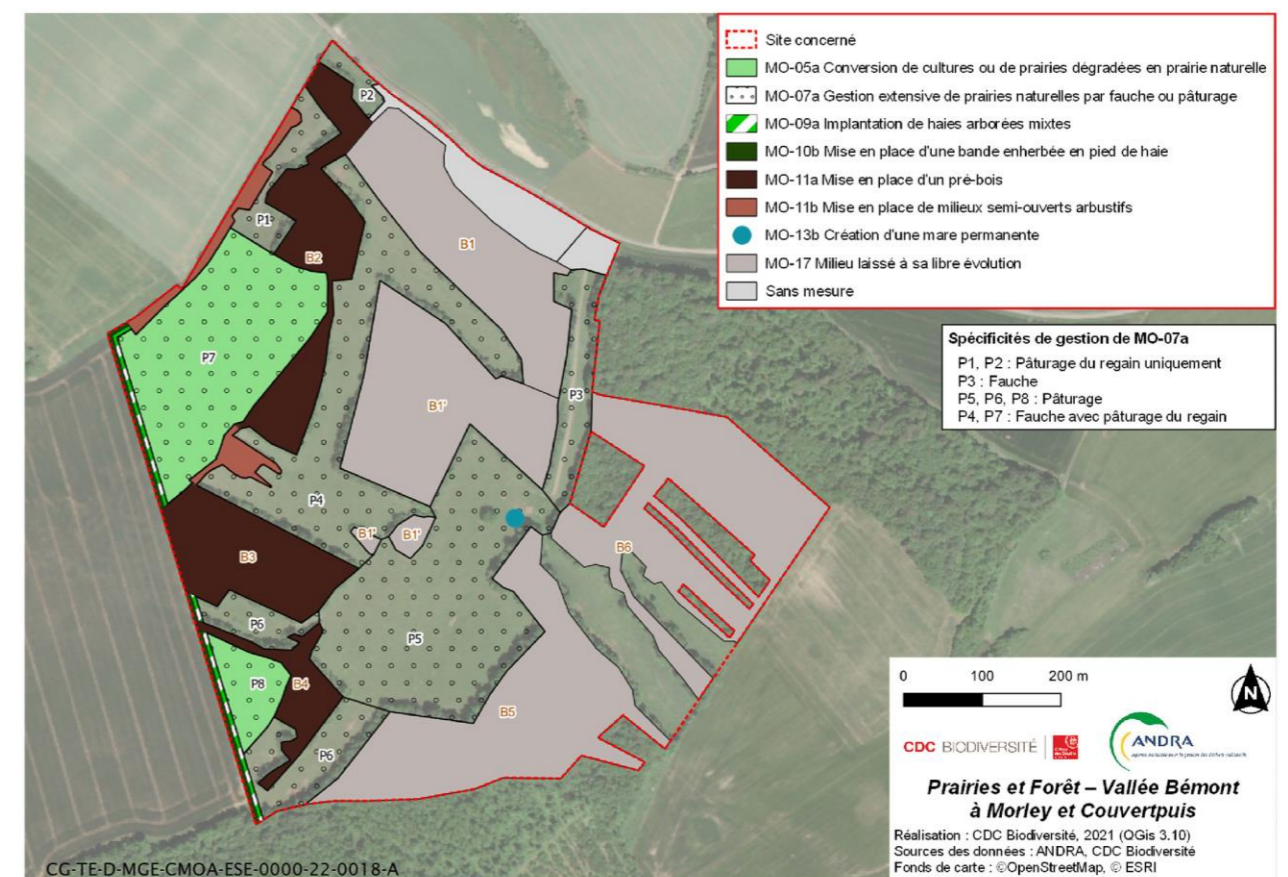 Site concerné
MO-05a Conversion de cultures ou de prairies dégradées en prairie naturelle
MO-07a Gestion extensive de prairies naturelles par fauche ou pâturage
MO-09a Implantation de haies arborées mixtes
MO-10b Mise en place d'une bande enherbée en pied de haie
MO-11a Mise en place d'un pré-bois
MO-11b Mise en place de milieux semi-ouverts arbustifs
MO-13b Création d'une mare permanente
MO-17 Milieu laissé à sa libre évolution
Sans mesure
Spécificités de gestion de MO-07a
P1, P2 : Pâturage du regain uniquement
P3 : Fauche
P5, P6, P8 : Pâturage
P4, P7 : Fauche avec pâturage du regain
P2
P1
B1
B2
P7
P3
B1'
P4
B1'
B1'
B3
B6
P6
P5
P8
B4
B5
P6
0 100 200 m
N
CDC BIODIVERSITÉ
ANDRA
Prairies et Forêt – Vallée Bémont
à Morley et Couvertpuis
Réalisation : CDC Biodiversité, 2021 (QGis 3.10)
Sources des données : ANDRA, CDC Biodiversité
Fonds de carte : ©OpenStreetMap, © ESRI
CG-TE-D-MGE-CMOA-ESE-0000-22-0018-A